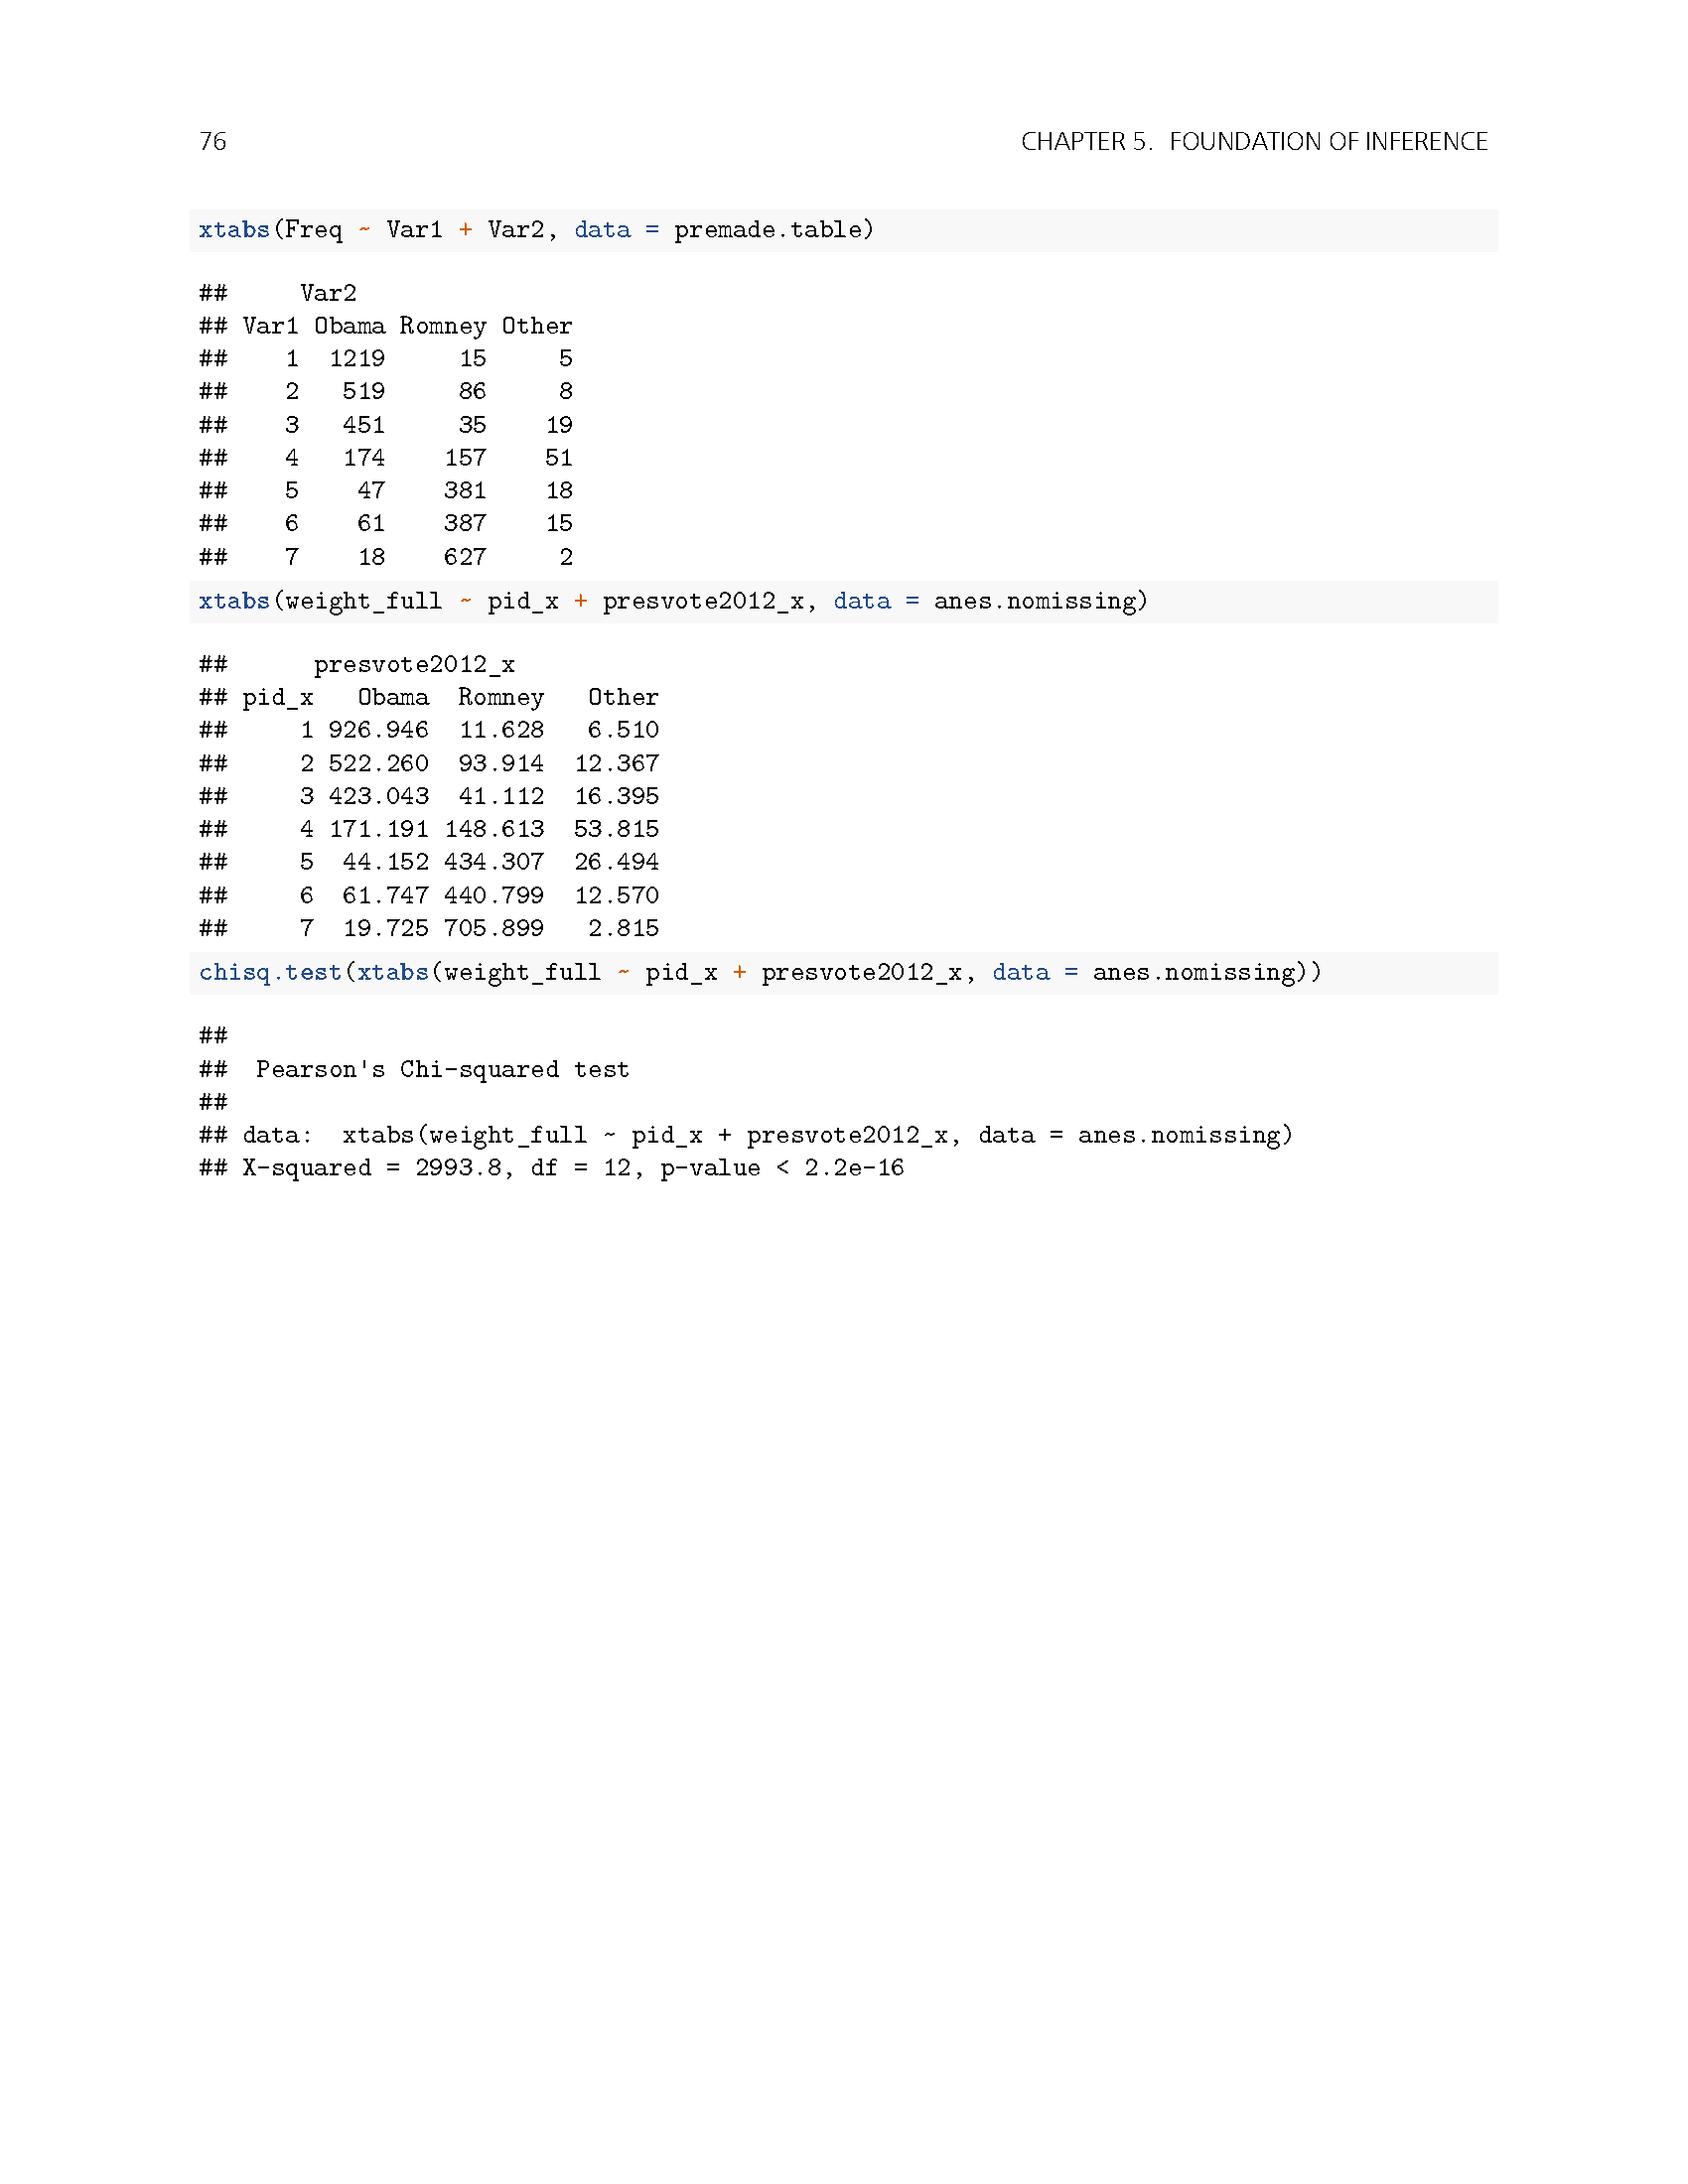 76 CHAPTER 5. FOUNDATION OF INFERENCE
xtabs(Freq ~ Var1 + Var2, data = premade.table)
##     Var2
## Var1 Obama Romney Other
##    1  1219     15     5
##    2   519     86     8
##    3   451     35    19
##    4   174    157    51
##    5    47    381    18
##    6    61    387    15
##    7    18    627     2
xtabs(weight_full ~ pid_x + presvote2012_x, data = anes.nomissing)
##      presvote2012_x
## pid_x   Obama  Romney   Other
##     1 926.946  11.628   6.510
##     2 522.260  93.914  12.367
##     3 423.043  41.112  16.395
##     4 171.191 148.613  53.815
##     5  44.152 434.307  26.494
##     6  61.747 440.799  12.570
##     7  19.725 705.899   2.815
chisq.test(xtabs(weight_full ~ pid_x + presvote2012_x, data = anes.nomissing))
##
##  Pearson's Chi-squared test
##
## data:  xtabs(weight_full ~ pid_x + presvote2012_x, data = anes.nomissing)
## X-squared = 2993.8, df = 12, p-value < 2.2e-16